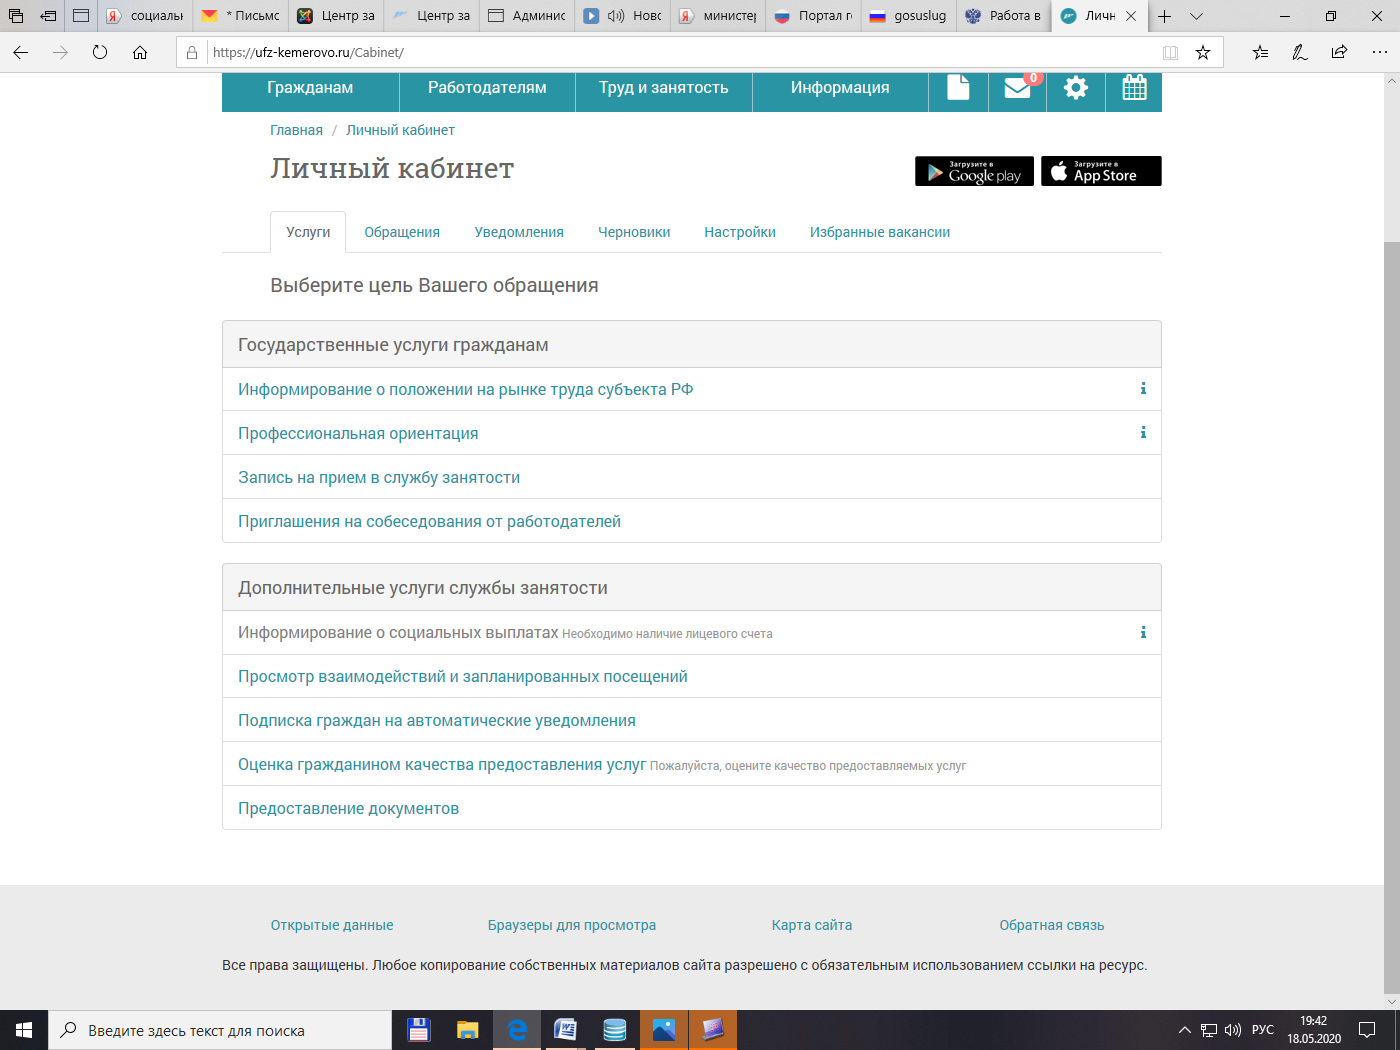 социаль
* Письмо
Центр за
Центр за
Админис
Новс
министер
Портал го
gosuslug
Работа в
Личн
https://ufz-kemerovo.ru/Cabinet/
Гражданам
Работодателям
Труд и занятость
Информация
0
Главная / Личный кабинет
Личный кабинет
Загрузите в
Google play
Загрузите в
App Store
Услуги
Обращения
Уведомления
Черновики
Настройки
Избранные вакансии
Выберите цель Вашего обращения
Государственные услуги гражданам
Информирование о положении на рынке труда субъекта РФ
Профессиональная ориентация
Запись на прием в службу занятости
Приглашения на собеседования от работодателей
Дополнительные услуги службы занятости
Информирование о социальных выплатах Необходимо наличие лицевого счета
Просмотр взаимодействий и запланированных посещений
Подписка граждан на автоматические уведомления
Оценка гражданином качества предоставления услуг Пожалуйста, оцените качество предоставляемых услуг
Предоставление документов
Открытые данные
Браузеры для просмотра
Карта сайта
Обратная связь
Все права защищены. Любое копирование собственных материалов сайта разрешено с обязательным использованием ссылки на ресурс.
Введите здесь текст для поиска
РУС
19:42
18.05.2020